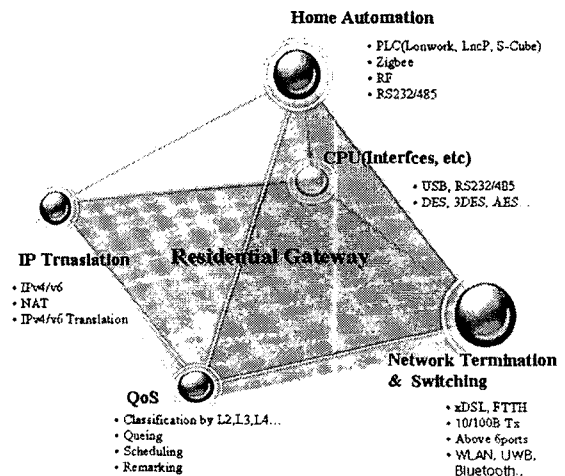 Home Automation
• PLC(Lonwork, LncP, S-Cube)
• Zigbee
• RF
• RS232/485
CPU(Interfces, etc)
• USB, RS232/485
• DES, 3DES, AES...
IP Trnaslation
• IPv4/v6
• NAT
• IPv4/v6 Translation
Residential Gateway
Network Termination
& Switching
• xDSL, FTTH
• 10/100B Tx
• Above 6ports
• WLAN, UWB,
Bluetooth..
QoS
• Classification by L2,L3,L4...
• Queing
• Scheduling
• Remarking